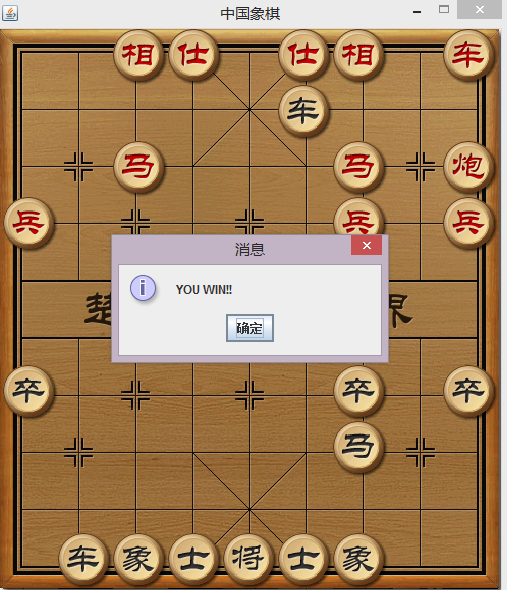 中国象棋
相 仕 仕 相 车
车
马 马 炮
兵 兵 兵
消息
YOU WIN!!
确定
卒 卒 卒
马
车 象 士 将 士 象